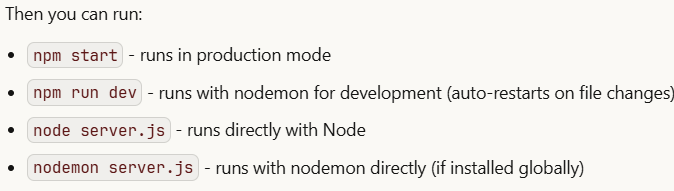 Then you can run:
• npm start - runs in production mode
• npm run dev - runs with nodemon for development (auto-restarts on file changes)
• node server.js - runs directly with Node
• nodemon server.js - runs with nodemon directly (if installed globally)